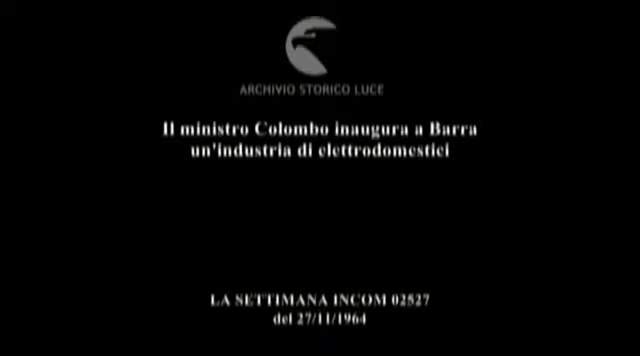 ARCHIVIO STORICO LUCE
Il ministro Colombo inaugura a Barra
un'industria di elettrodomestici
LA SETTIMANA INCOM 02527
del 27/11/1964